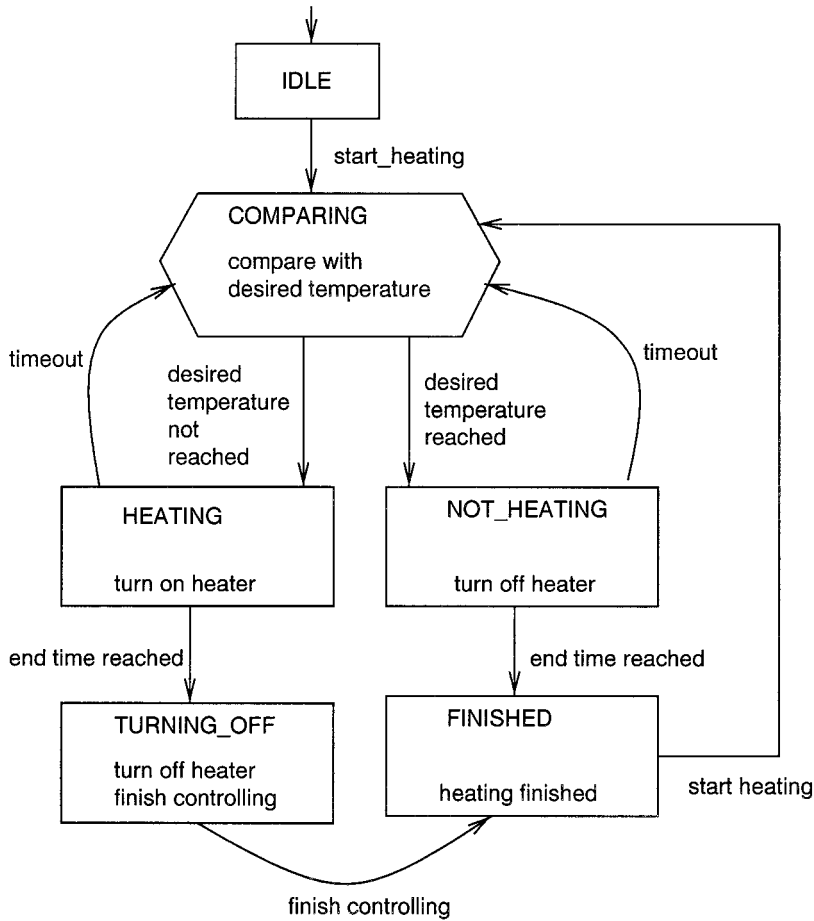 IDLE
start_heating
COMPARING
compare with
desired temperature
timeout
timeout
desired
temperature
not
reached
desired
temperature
reached
HEATING
turn on heater
NOT_HEATING
turn off heater
end time reached
end time reached
TURNING_OFF
turn off heater
finish controlling
FINISHED
heating finished
start heating
finish controlling